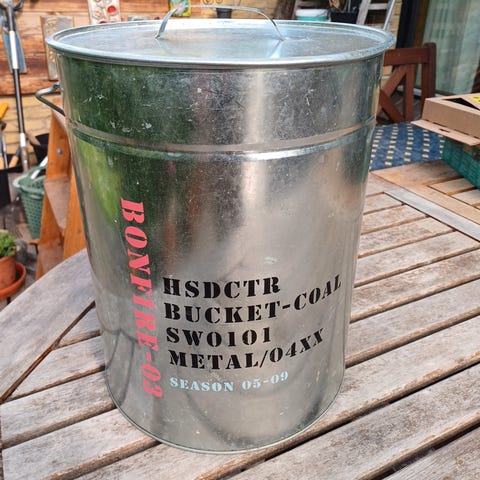 BONFIRE-03
HSDCTR
BUCKET-COAL
SW0101
METAL/04XX
SEASON 05-09